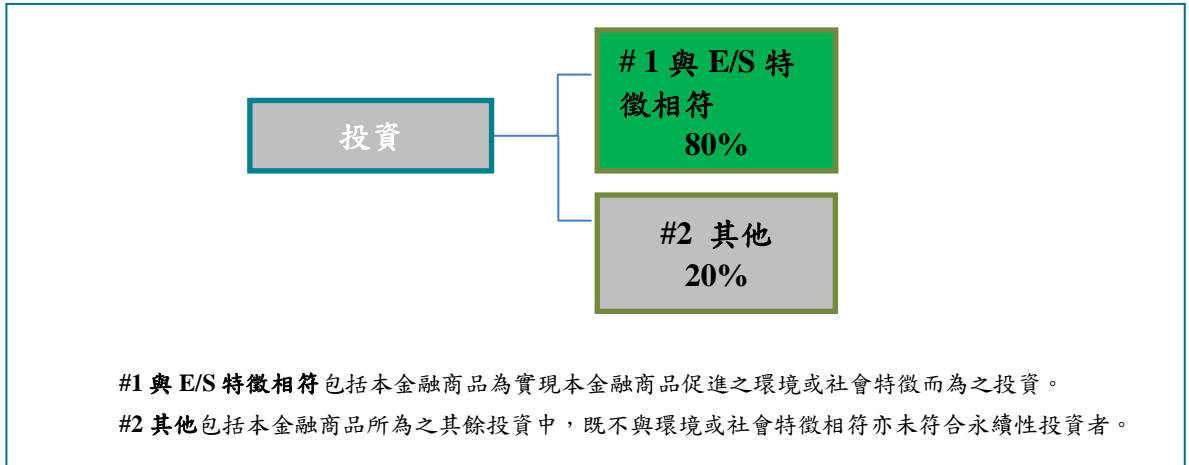 # 1 與 E/S 特
徵相符
80%
投資
#2 其他
20%
#1 與 E/S 特徵相符包括本金融商品為實現本金融商品促進之環境或社會特徵而為之投資。
#2 其他包括本金融商品所為之其餘投資中，既不與環境或社會特徵相符亦未符合永續性投資者。